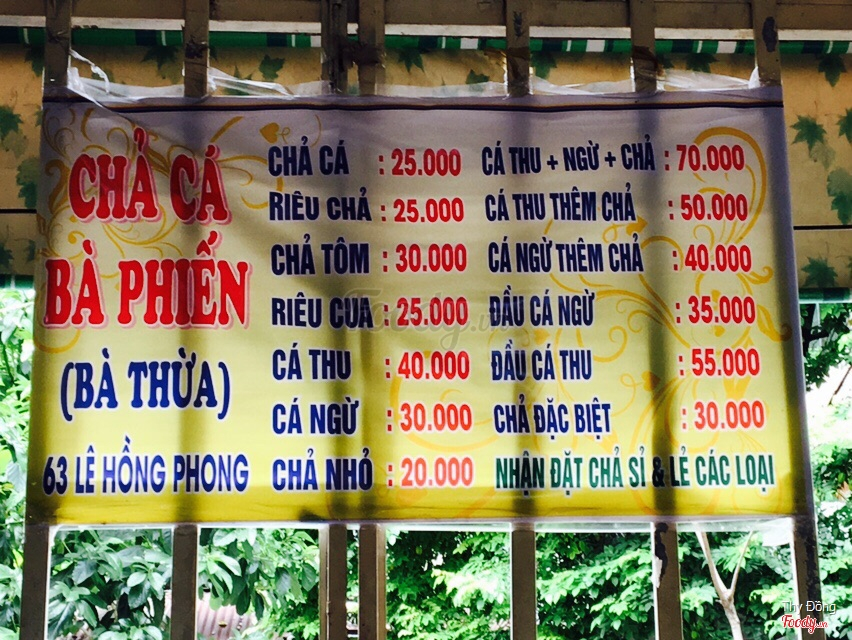 CHẢ CÁ
BÀ PHIẾN
(BÀ THỪA)
63 LÊ HỒNG PHONG
CHẢ CÁ : 25.000
RIÊU CHẢ : 25.000
CHẢ TÔM : 30.000
RIÊU CUA : 25.000
CÁ THU : 40.000
CÁ NGỪ : 30.000
CHẢ NHỎ : 20.000
CÁ THU + NGỪ + CHẢ : 70.000
CÁ THU THÊM CHẢ : 50.000
CÁ NGỪ THÊM CHẢ : 40.000
ĐẦU CÁ NGỪ : 35.000
ĐẦU CÁ THU : 55.000
CHẢ ĐẶC BIỆT : 30.000
NHẬN ĐẶT CHẢ SỈ & LẺ CÁC LOẠI
Foody.vn
Thy Đông
Foody.vn